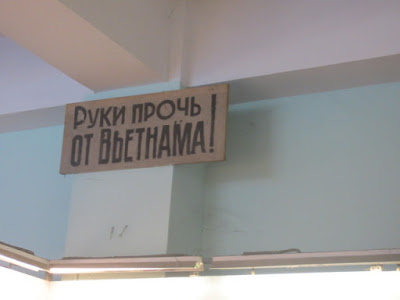 Руки прочь
от Вьетнама!